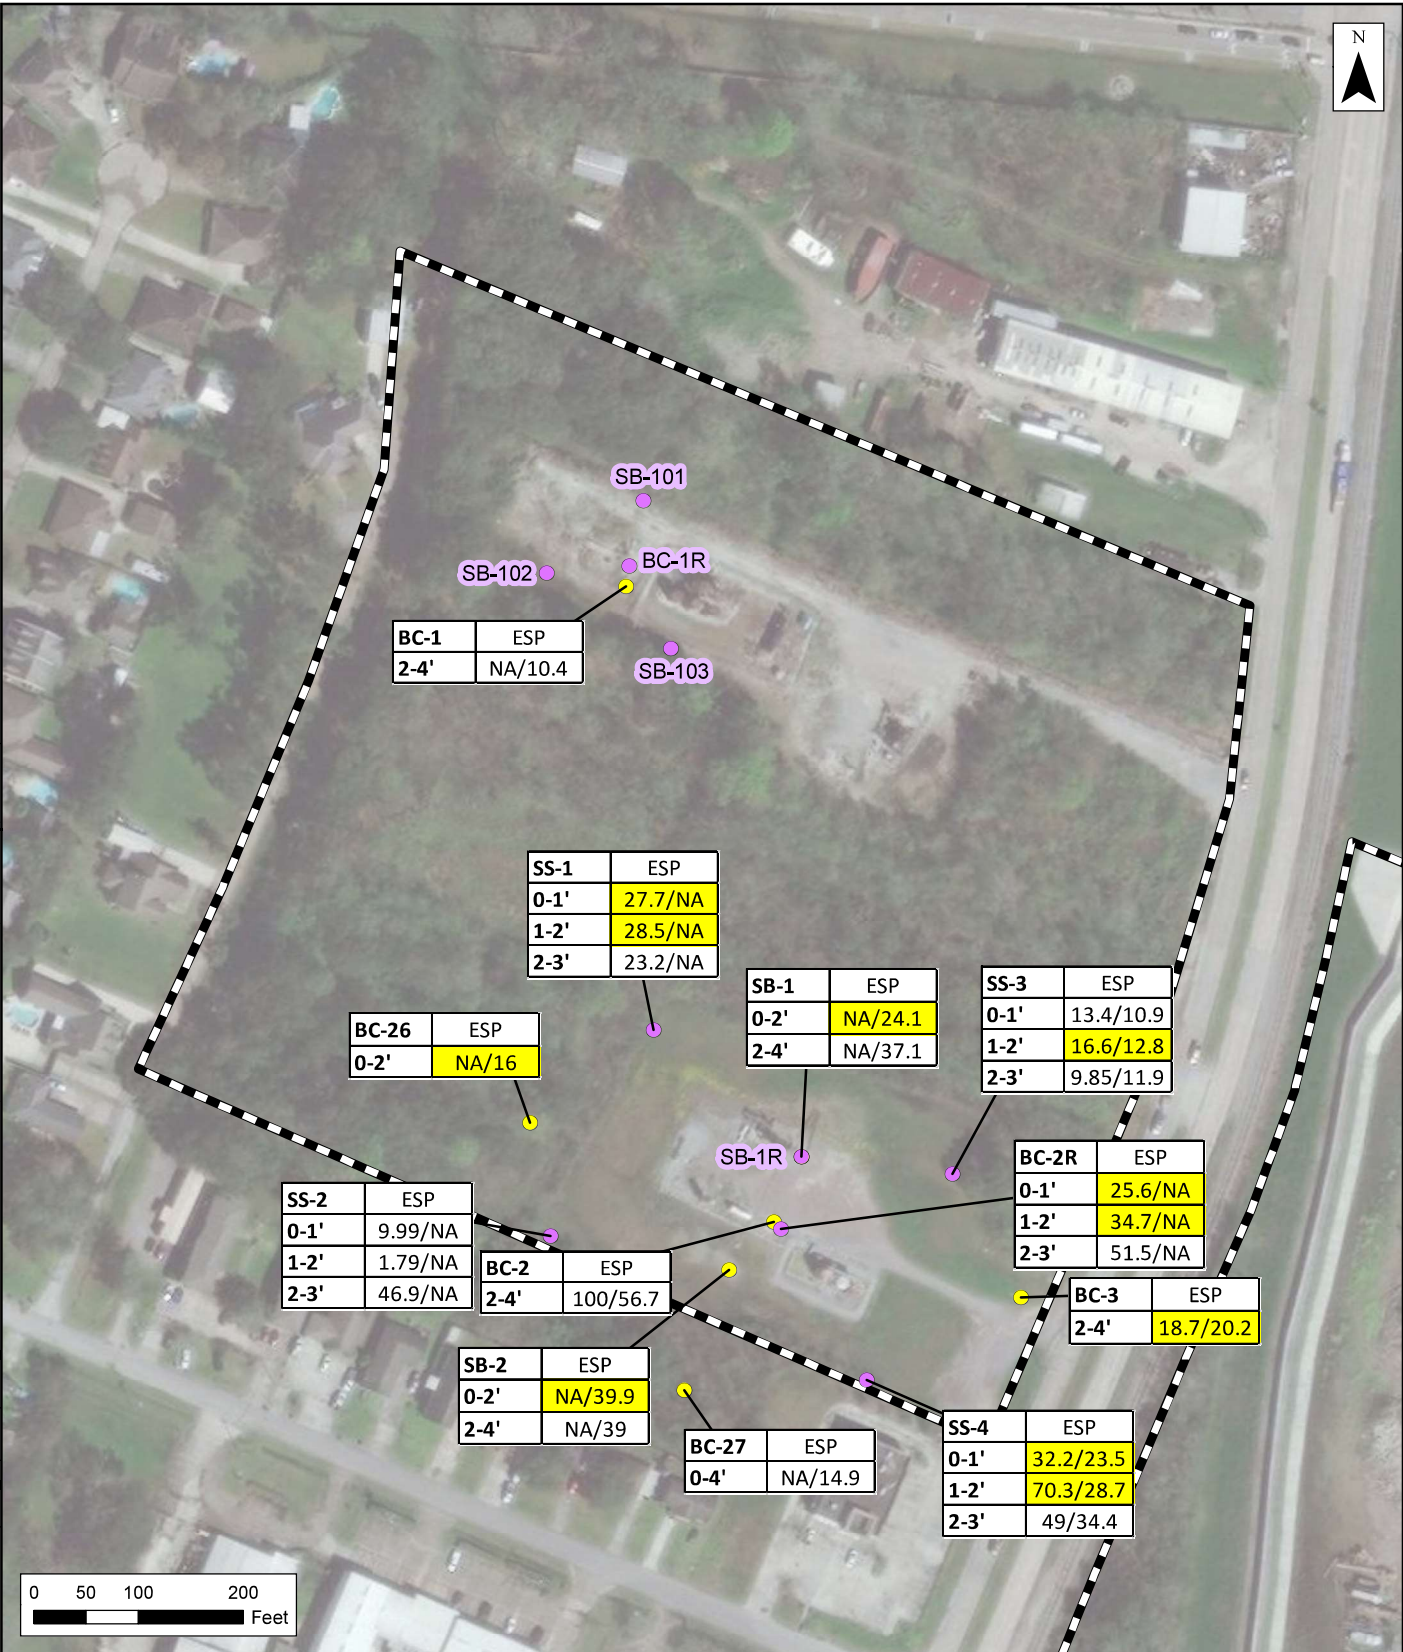 N
SB-101
BC-1R
SB-102
BC-1 ESP
2-4' NA/10.4
SB-103
SS-1 ESP
0-1' 27.7/NA
1-2' 28.5/NA
2-3' 23.2/NA
SB-1 ESP
0-2' NA/24.1
2-4' NA/37.1
SS-3 ESP
0-1' 13.4/10.9
1-2' 16.6/12.8
2-3' 9.85/11.9
BC-26 ESP
0-2' NA/16
SB-1R
BC-2R ESP
0-1' 25.6/NA
1-2' 34.7/NA
2-3' 51.5/NA
SS-2 ESP
0-1' 9.99/NA
1-2' 1.79/NA
2-3' 46.9/NA
BC-2 ESP
2-4' 100/56.7
BC-3 ESP
2-4' 18.7/20.2
SB-2 ESP
0-2' NA/39.9
2-4' NA/39
BC-27 ESP
0-4' NA/14.9
SS-4 ESP
0-1' 32.2/23.5
1-2' 70.3/28.7
2-3' 49/34.4
0 50 100 200
Feet